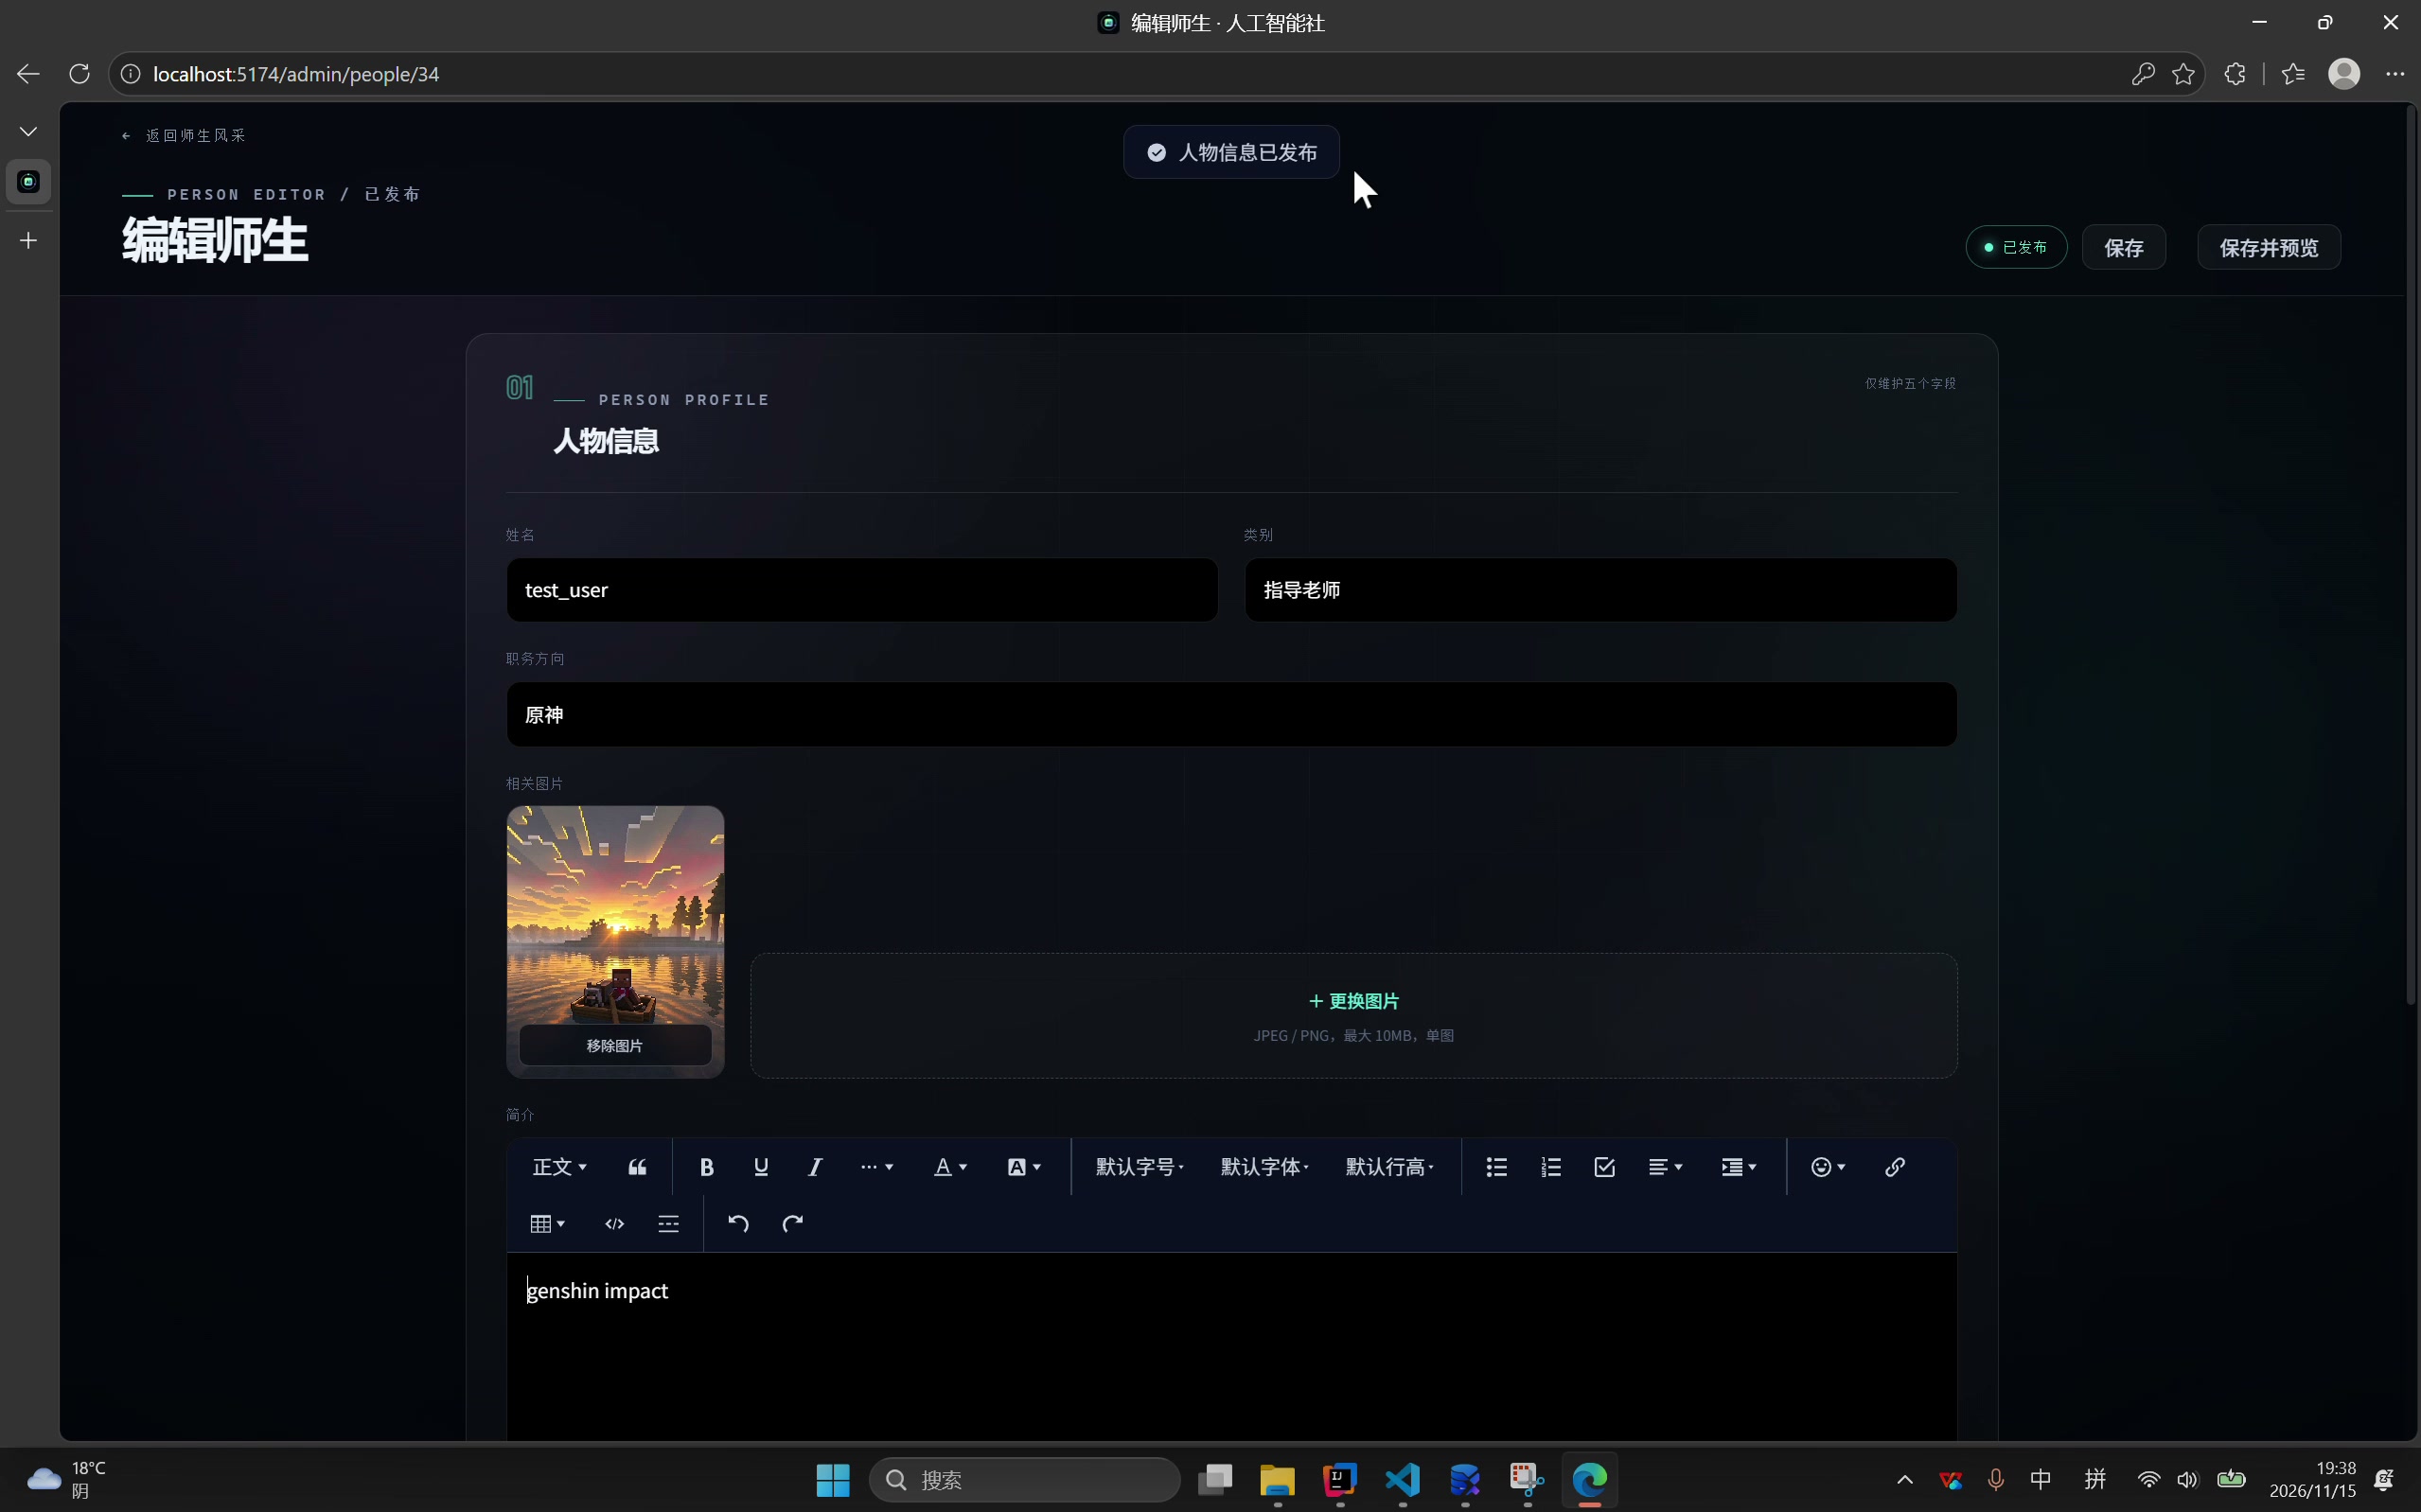 编辑师生 · 人工智能社
localhost:5174/admin/people/34
← 返回师生风采
人物信息已发布
PERSON EDITOR / 已发布
编辑师生
已发布
保存
保存并预览
01
PERSON PROFILE
仅维护五个字段
人物信息
姓名
类别
test_user
指导老师
职务方向
原神
相关图片
移除图片
+ 更换图片
JPEG / PNG，最大 10MB，单图
简介
正文
B U I A A 默认字号 默认字体 默认行高
genshin impact
18°C
阴
搜索
中
拼
19:38
2026/11/15